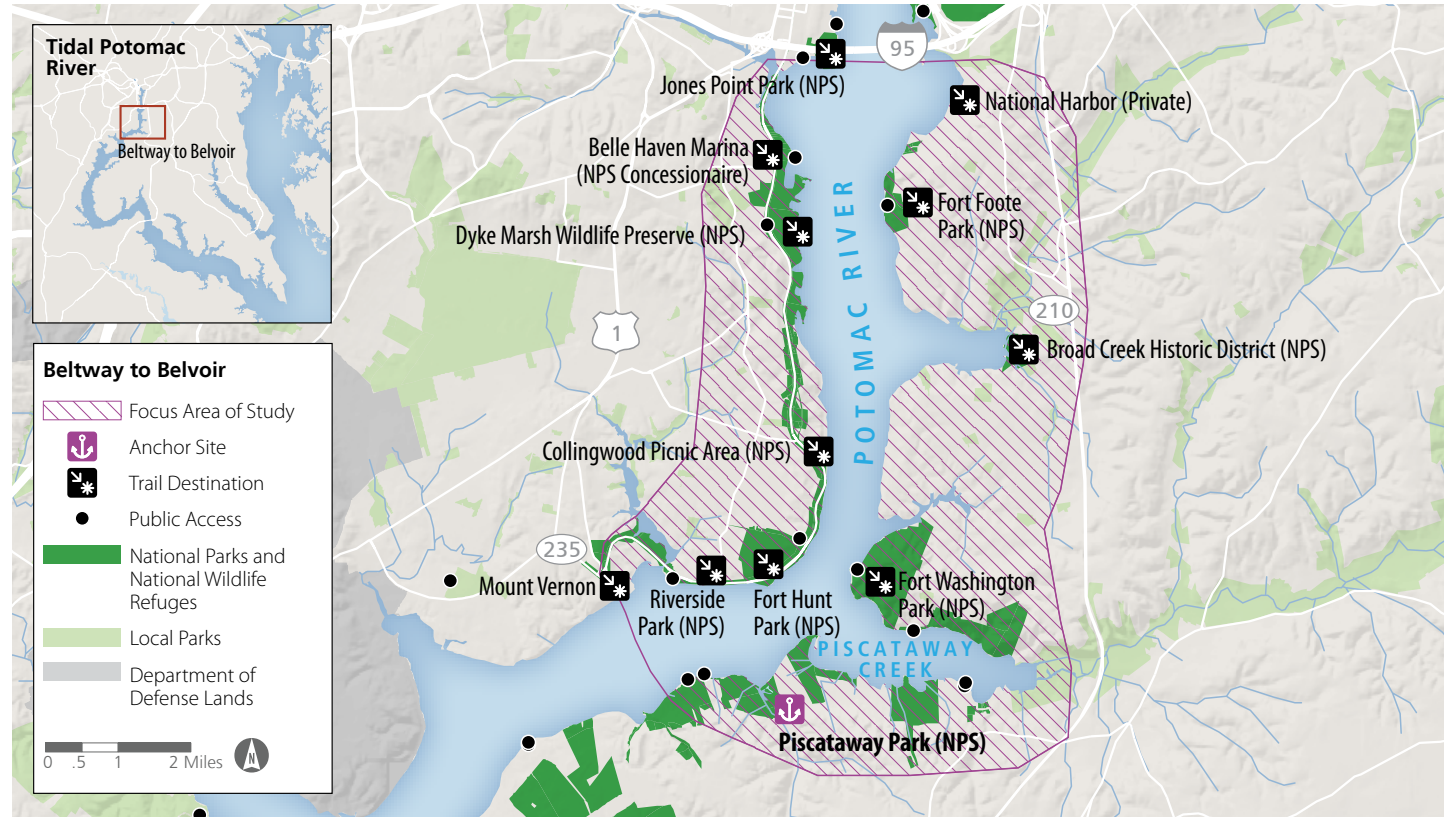 Tidal Potomac
River
Beltway to Belvoir
Beltway to Belvoir
Focus Area of Study
Anchor Site
Trail Destination
Public Access
National Parks and
National Wildlife
Refuges
Local Parks
Department of
Defense Lands
0 .5 1 2 Miles
N
95
Jones Point Park (NPS)
National Harbor (Private)
Belle Haven Marina
(NPS Concessionaire)
Fort Foote
Park (NPS)
Dyke Marsh Wildlife Preserve (NPS)
POTOMAC RIVER
210
1
Broad Creek Historic District (NPS)
Collingwood Picnic Area (NPS)
235
Mount Vernon
Riverside
Park (NPS)
Fort Hunt
Park (NPS)
Fort Washington
Park (NPS)
PISCATAWAY
CREEK
Piscataway Park (NPS)